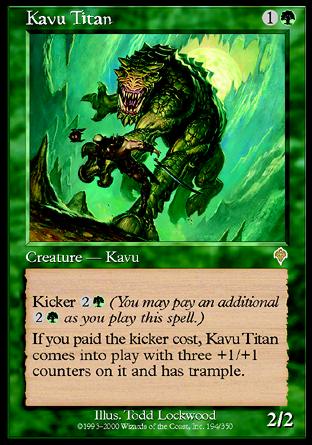 Kavu Titan 1
Creature — Kavu
Kicker 2 (You may pay an additional
2 as you play this spell.)
If you paid the kicker cost, Kavu Titan
comes into play with three +1/+1
counters on it and has trample.
Illus. Todd Lockwood
©1993–2000 Wizards of the Coast, Inc. 194/350
2/2